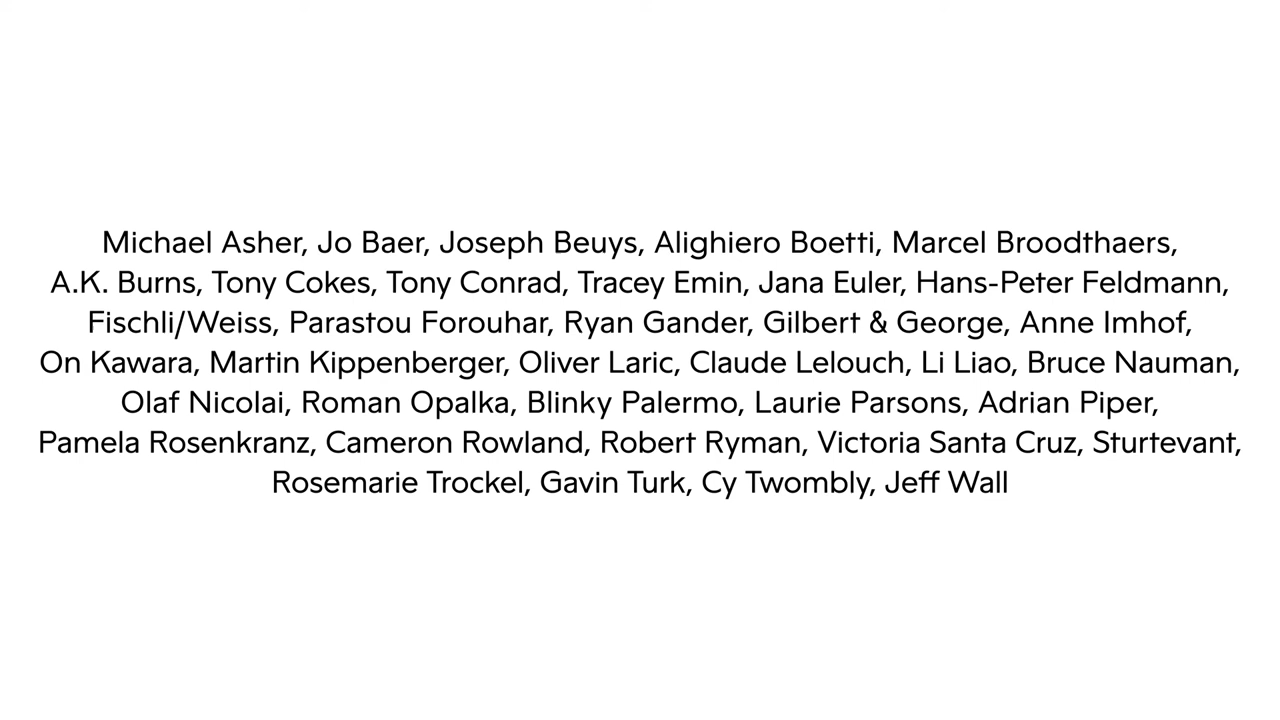 Michael Asher, Jo Baer, Joseph Beuys, Alighiero Boetti, Marcel Broodthaers,
A.K. Burns, Tony Cokes, Tony Conrad, Tracey Emin, Jana Euler, Hans-Peter Feldmann,
Fischli/Weiss, Parastou Forouhar, Ryan Gander, Gilbert & George, Anne Imhof,
On Kawara, Martin Kippenberger, Oliver Laric, Claude Lelouch, Li Liao, Bruce Nauman,
Olaf Nicolai, Roman Opalka, Blinky Palermo, Laurie Parsons, Adrian Piper,
Pamela Rosenkranz, Cameron Rowland, Robert Ryman, Victoria Santa Cruz, Sturtevant,
Rosemarie Trockel, Gavin Turk, Cy Twombly, Jeff Wall